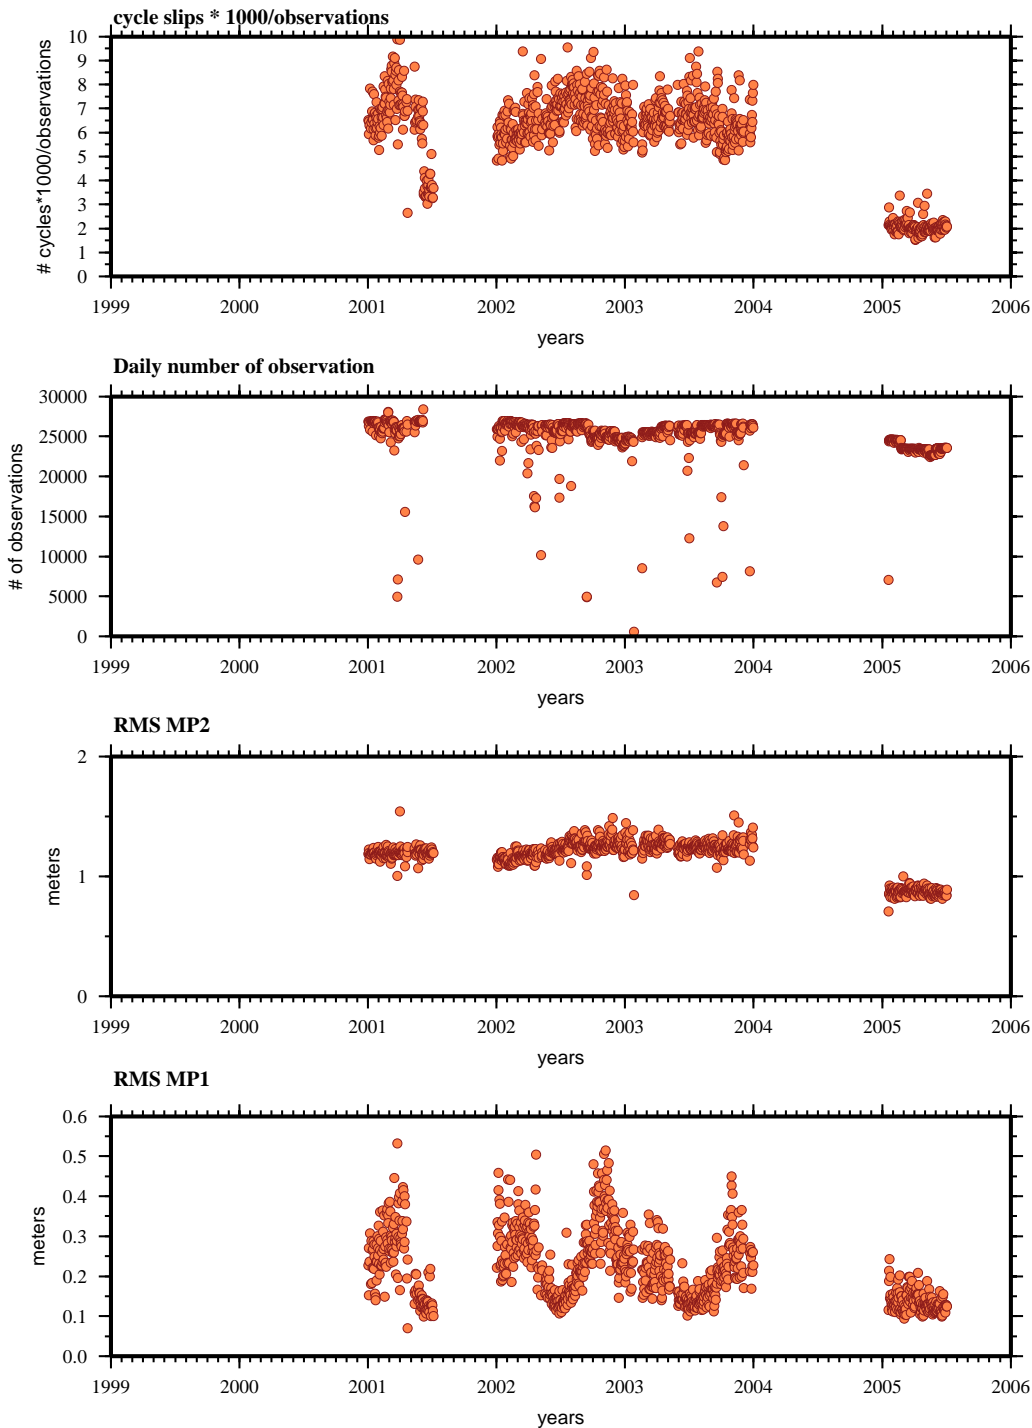 cycle slips * 1000/observations
10
9
8
7
6
5
4
3
2
1
0
# cycles*1000/observations
1999 2000 2001 2002 2003 2004 2005 2006
years
Daily number of observation
30000
25000
20000
15000
10000
5000
0
# of observations
1999 2000 2001 2002 2003 2004 2005 2006
years
RMS MP2
2
1
0
meters
1999 2000 2001 2002 2003 2004 2005 2006
years
RMS MP1
0.6
0.5
0.4
0.3
0.2
0.1
0.0
meters
1999 2000 2001 2002 2003 2004 2005 2006
years